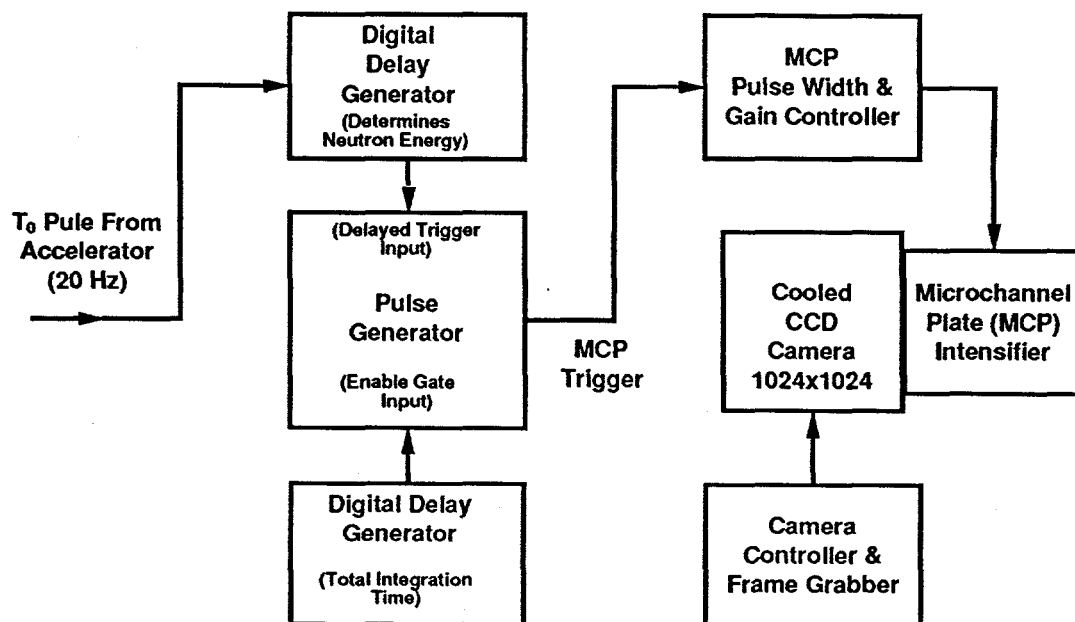 Digital
Delay
Generator
(Determines
Neutron Energy)
MCP
Pulse Width &
Gain Controller
T₀ Pule From
Accelerator
(20 Hz)
(Delayed Trigger
Input)
Pulse
Generator
(Enable Gate
Input)
MCP
Trigger
Cooled
CCD
Camera
1024x1024
Microchannel
Plate (MCP)
Intensifier
Digital Delay
Generator
(Total Integration
Time)
Camera
Controller &
Frame Grabber